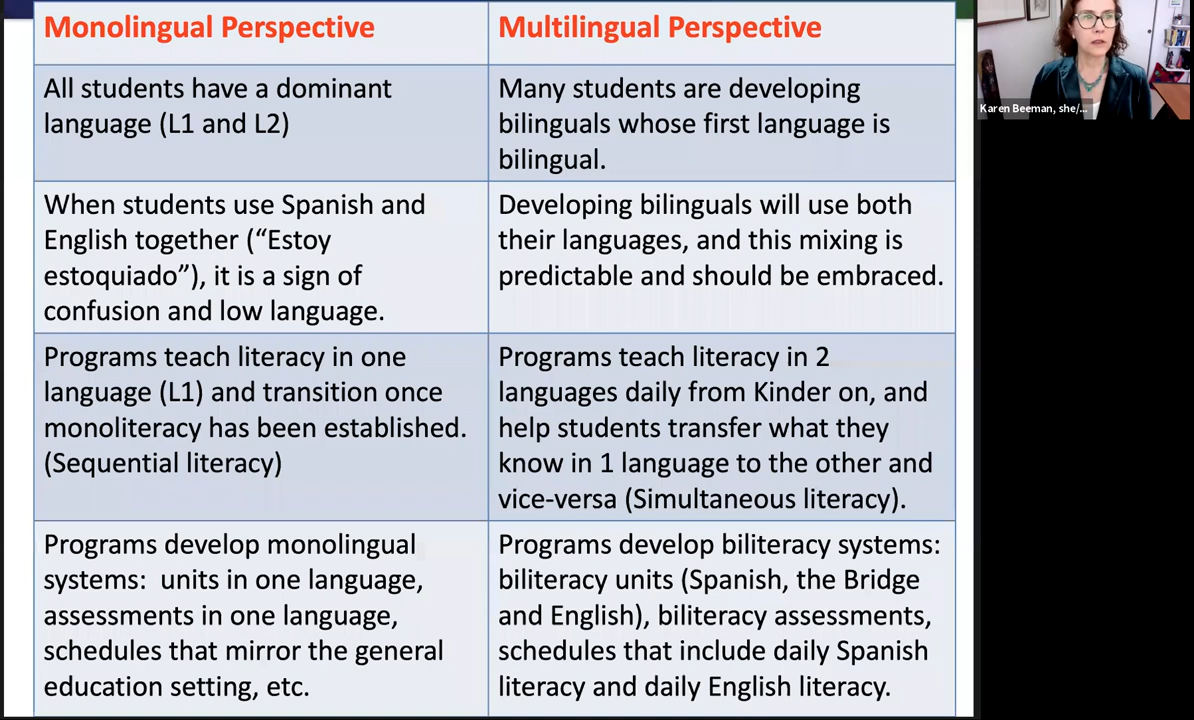 Monolingual Perspective
Multilingual Perspective
All students have a dominant
language (L1 and L2)
Many students are developing
bilinguals whose first language is
bilingual.
When students use Spanish and
English together (“Estoy
estoquiado”), it is a sign of
confusion and low language.
Developing bilinguals will use both
their languages, and this mixing is
predictable and should be embraced.
Programs teach literacy in one
language (L1) and transition once
monoliteracy has been established.
(Sequential literacy)
Programs teach literacy in 2
languages daily from Kinder on, and
help students transfer what they
know in 1 language to the other and
vice-versa (Simultaneous literacy).
Programs develop monolingual
systems:  units in one language,
assessments in one language,
schedules that mirror the general
education setting, etc.
Programs develop biliteracy systems:
biliteracy units (Spanish, the Bridge
and English), biliteracy assessments,
schedules that include daily Spanish
literacy and daily English literacy.
Karen Beeman, she/...